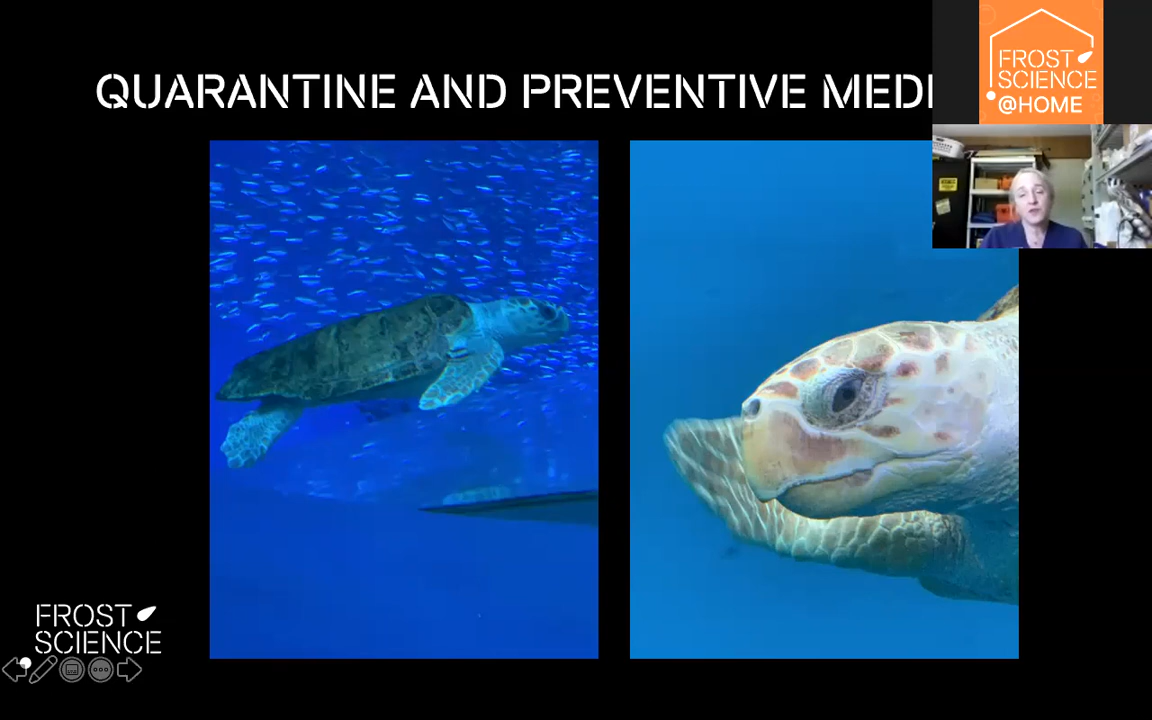 QUARANTINE AND PREVENTIVE MEDI
FROST
SCIENCE
@HOME
FROST
SCIENCE